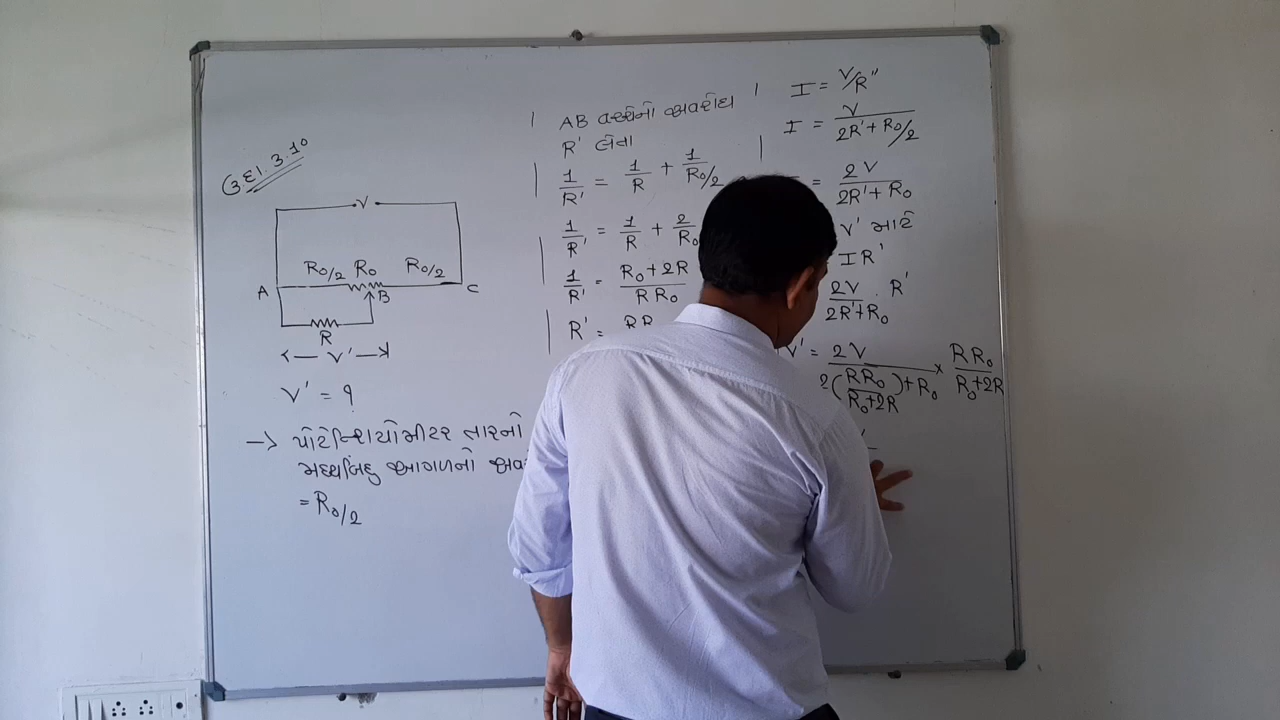 ઉદા.3.10
V
R₀/2 R₀ R₀/2
A B C
R
← V' →
V' = ?
→ પોટેન્શિયોમીટર તારનો
મધ્યબિંદુ આગળનો
= R₀/2
AB વચ્ચેનો અવરોધ
R' લેતા
1/R' = 1/R + 1/R₀/2
1/R' = 1/R + 2/R₀
1/R' = R₀+2R / RR₀
R' =
I = V/R"
I = V / 2R'+R₀/2
= 2V / 2R'+R₀
V' માટે
IR'
2V / 2R'+R₀ . R'
V' = 2V / 2(RR₀ / R₀+2R)+R₀ × RR₀ / R₀+2R